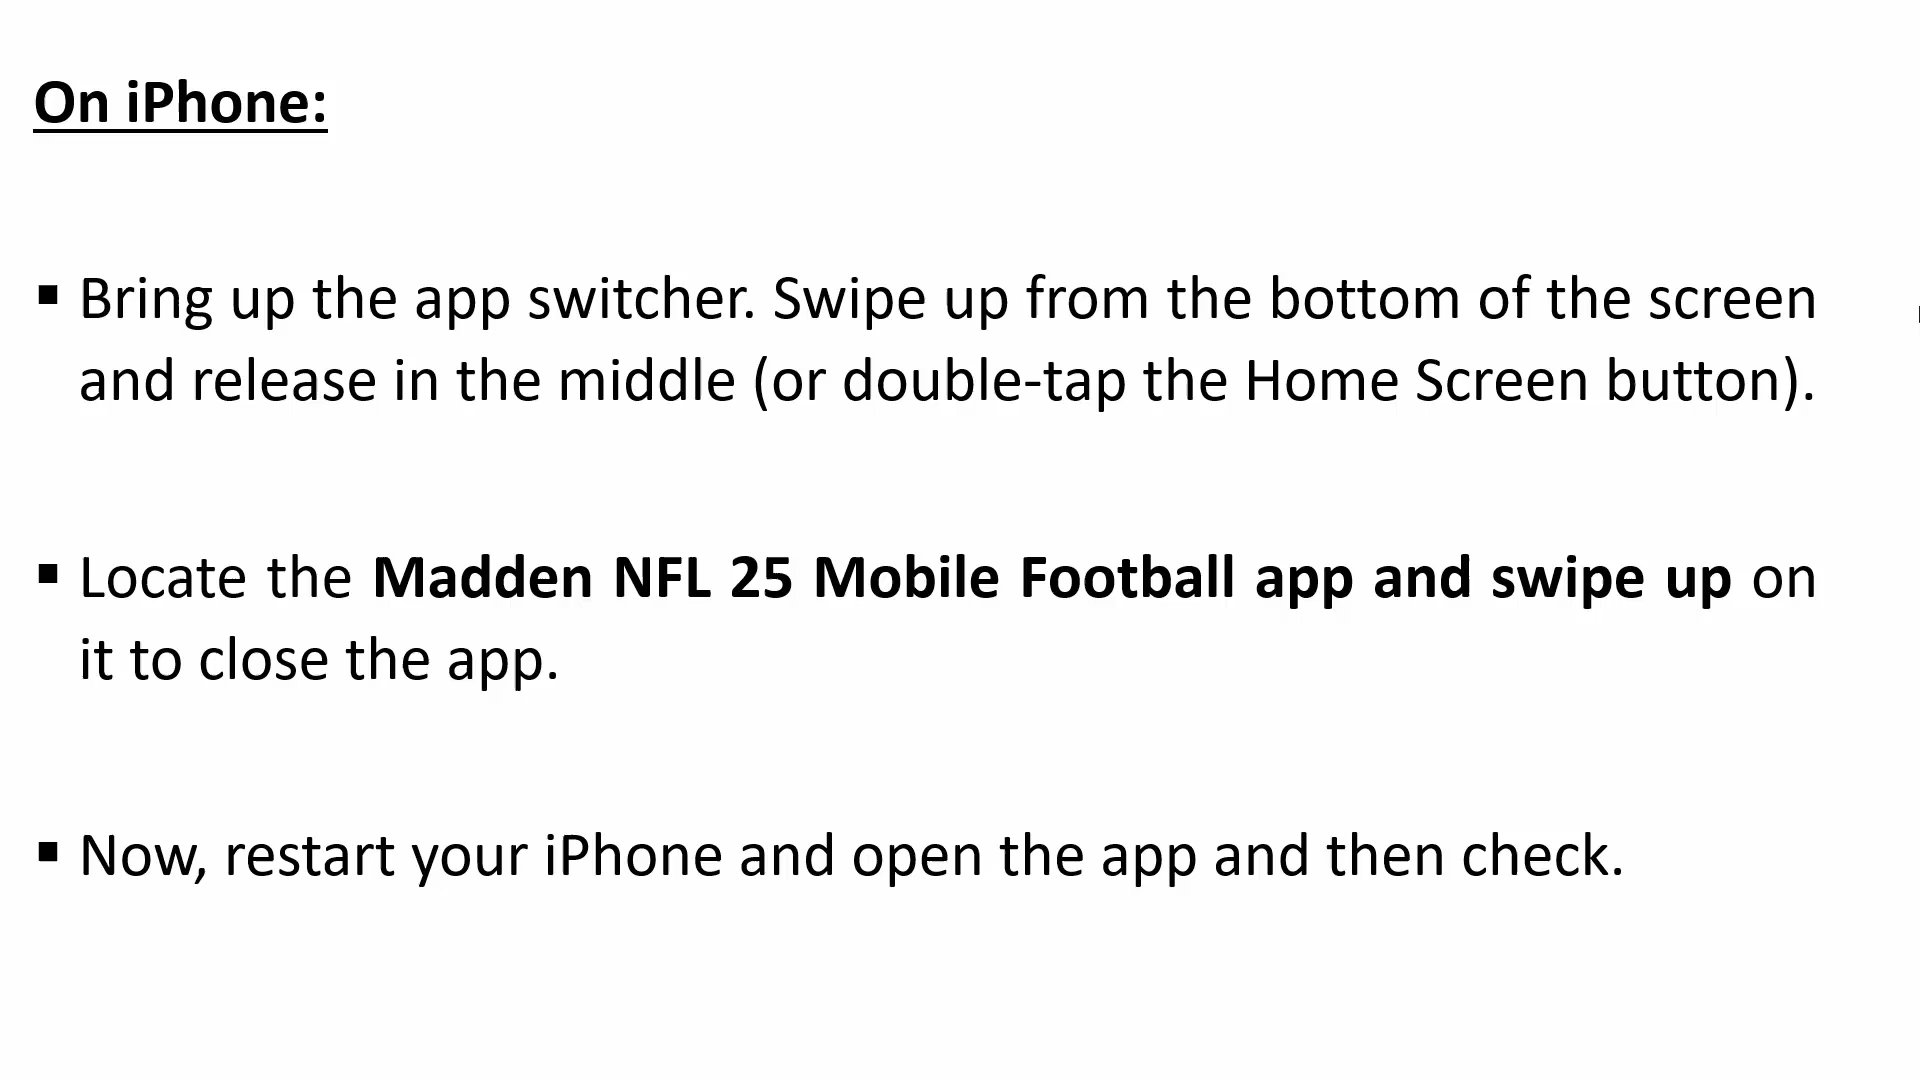 On iPhone:
▪ Bring up the app switcher. Swipe up from the bottom of the screen
and release in the middle (or double-tap the Home Screen button).
▪ Locate the Madden NFL 25 Mobile Football app and swipe up on
it to close the app.
▪ Now, restart your iPhone and open the app and then check.